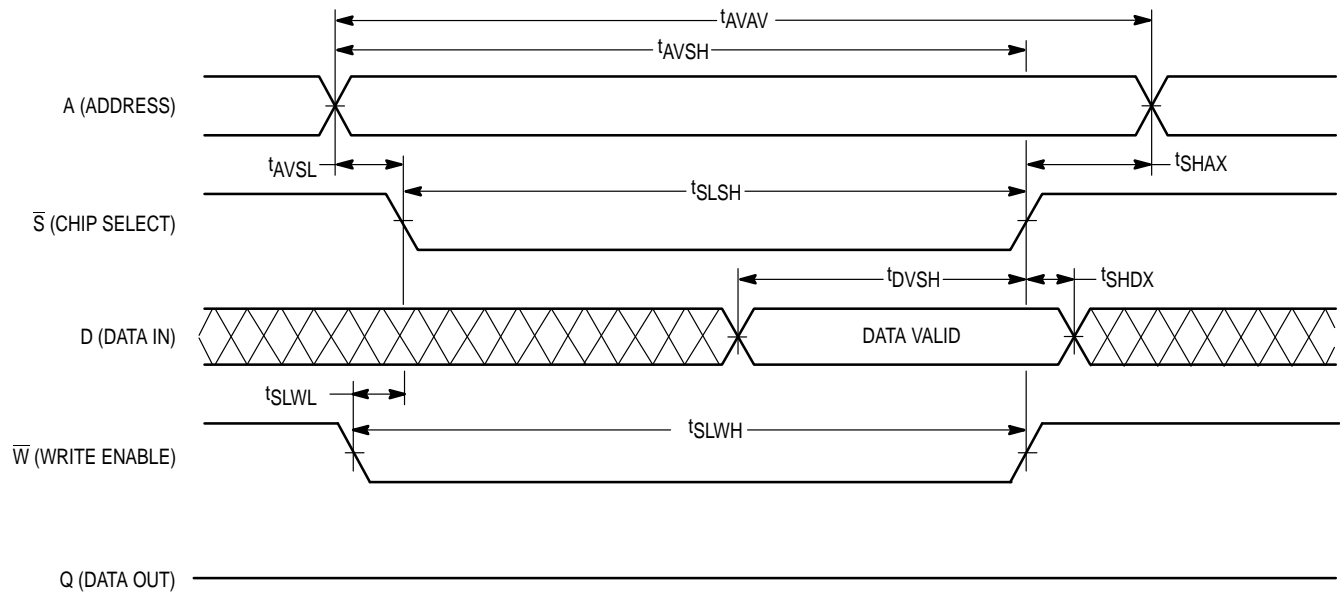 tAVAV
tAVSH
A (ADDRESS)
tAVSL
tSHAX
tSLSH
S̅ (CHIP SELECT)
tDVSH
tSHDX
D (DATA IN)
DATA VALID
tSLWL
tSLWH
W̅ (WRITE ENABLE)
Q (DATA OUT)